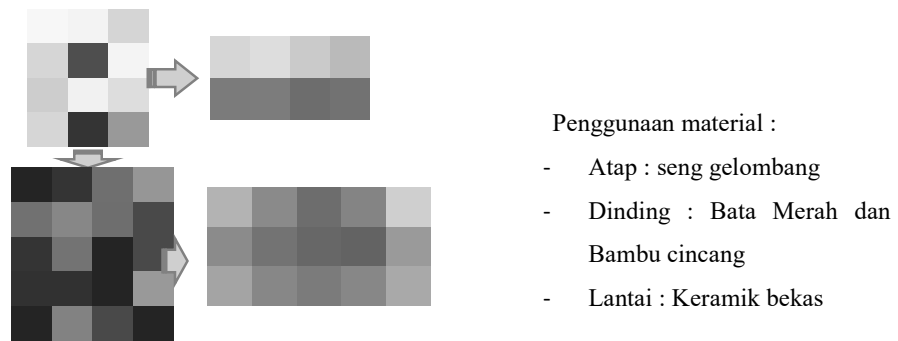 Penggunaan material :
- Atap : seng gelombang
- Dinding : Bata Merah dan
Bambu cincang
- Lantai : Keramik bekas